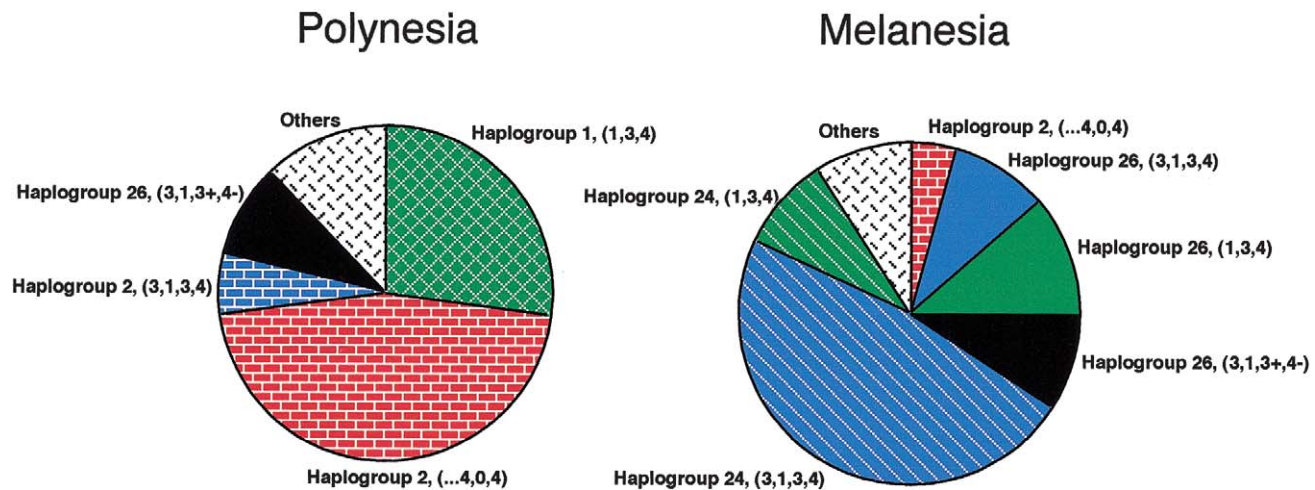 Polynesia
Others
Haplogroup 1, (1,3,4)
Haplogroup 26, (3,1,3+,4-)
Haplogroup 2, (3,1,3,4)
Haplogroup 2, (...4,0,4)
Melanesia
Others
Haplogroup 2, (...4,0,4)
Haplogroup 26, (3,1,3,4)
Haplogroup 24, (1,3,4)
Haplogroup 26, (1,3,4)
Haplogroup 26, (3,1,3+,4-)
Haplogroup 24, (3,1,3,4)